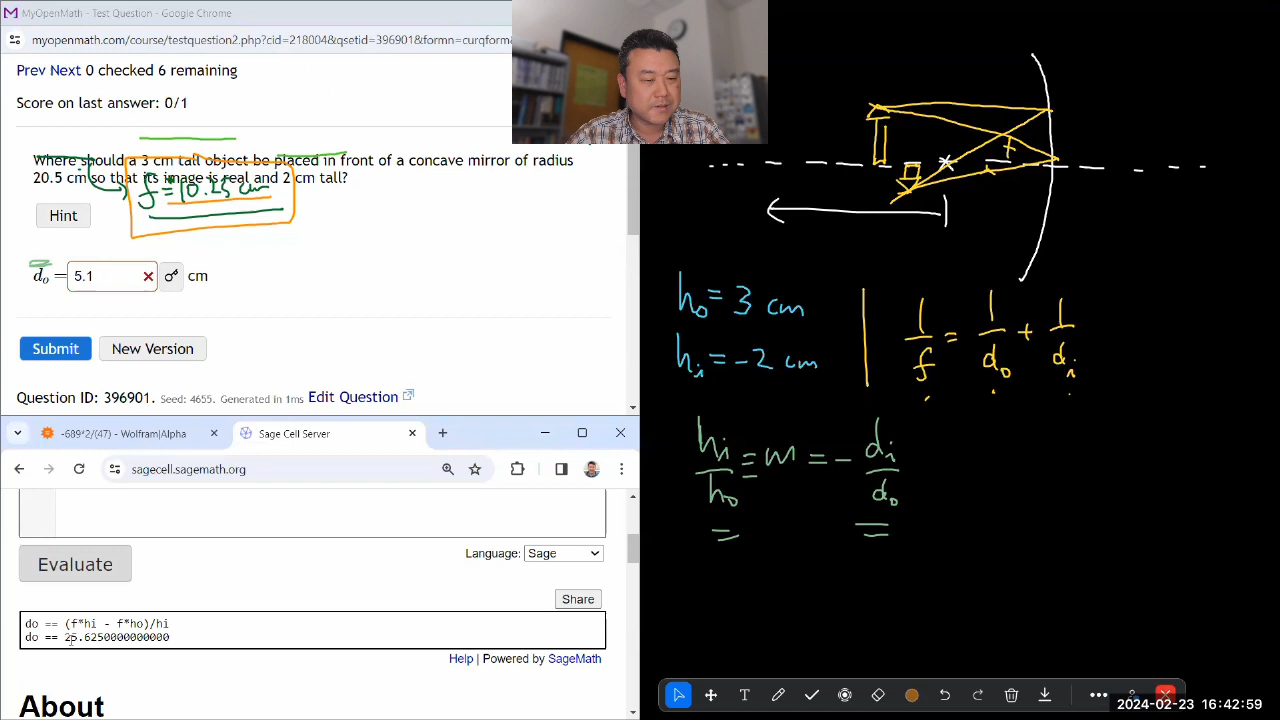 MyOpenMath - Test Question - Google Chrome
myopenmath.com/course/testquestion2.php?cid=218004&qsetid=396901&formn=curqform
Prev Next 0 checked 6 remaining
Score on last answer: 0/1
Where should a 3 cm tall object be placed in front of a concave mirror of radius
20.5 cm so that its image is real and 2 cm tall?
f = 10.25 cm
Hint
do = 5.1 cm
Submit New Version
Question ID: 396901. Seed: 4655. Generated in 1ms Edit Question
-689*2/(47) - Wolfram|Alpha
Sage Cell Server
sagecell.sagemath.org
Evaluate
Language: Sage
Share
do == (f*hi - f*ho)/hi
do == 25.6250000000000
Help | Powered by SageMath
About
f
ho = 3 cm
hi = -2 cm
1/f = 1/do + 1/di
hi/ho = m = - di/do
2024-02-23 16:42:59